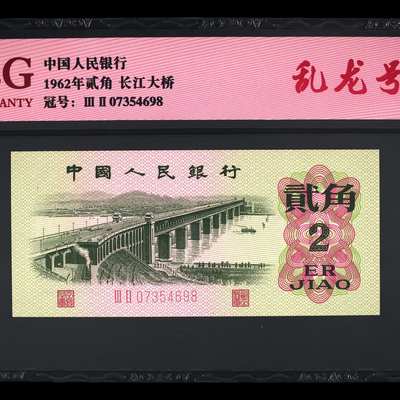 G
RANTY
中国人民银行
1962年贰角 长江大桥
冠号: Ⅲ Ⅱ 07354698
乱龙号
中國人民銀行
貳角
2
ER
JIAO
Ⅲ Ⅱ 07354698